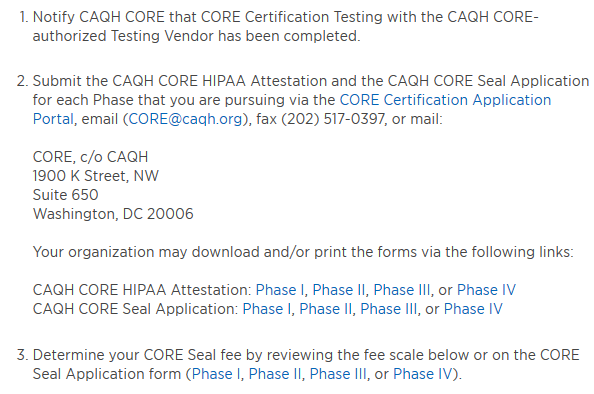 1. Notify CAQH CORE that CORE Certification Testing with the CAQH CORE-
authorized Testing Vendor has been completed.
2. Submit the CAQH CORE HIPAA Attestation and the CAQH CORE Seal Application
for each Phase that you are pursuing via the CORE Certification Application
Portal, email (CORE@caqh.org), fax (202) 517-0397, or mail:
CORE, c/o CAQH
1900 K Street, NW
Suite 650
Washington, DC 20006
Your organization may download and/or print the forms via the following links:
CAQH CORE HIPAA Attestation: Phase I, Phase II, Phase III, or Phase IV
CAQH CORE Seal Application: Phase I, Phase II, Phase III, or Phase IV
3. Determine your CORE Seal fee by reviewing the fee scale below or on the CORE
Seal Application form (Phase I, Phase II, Phase III, or Phase IV).